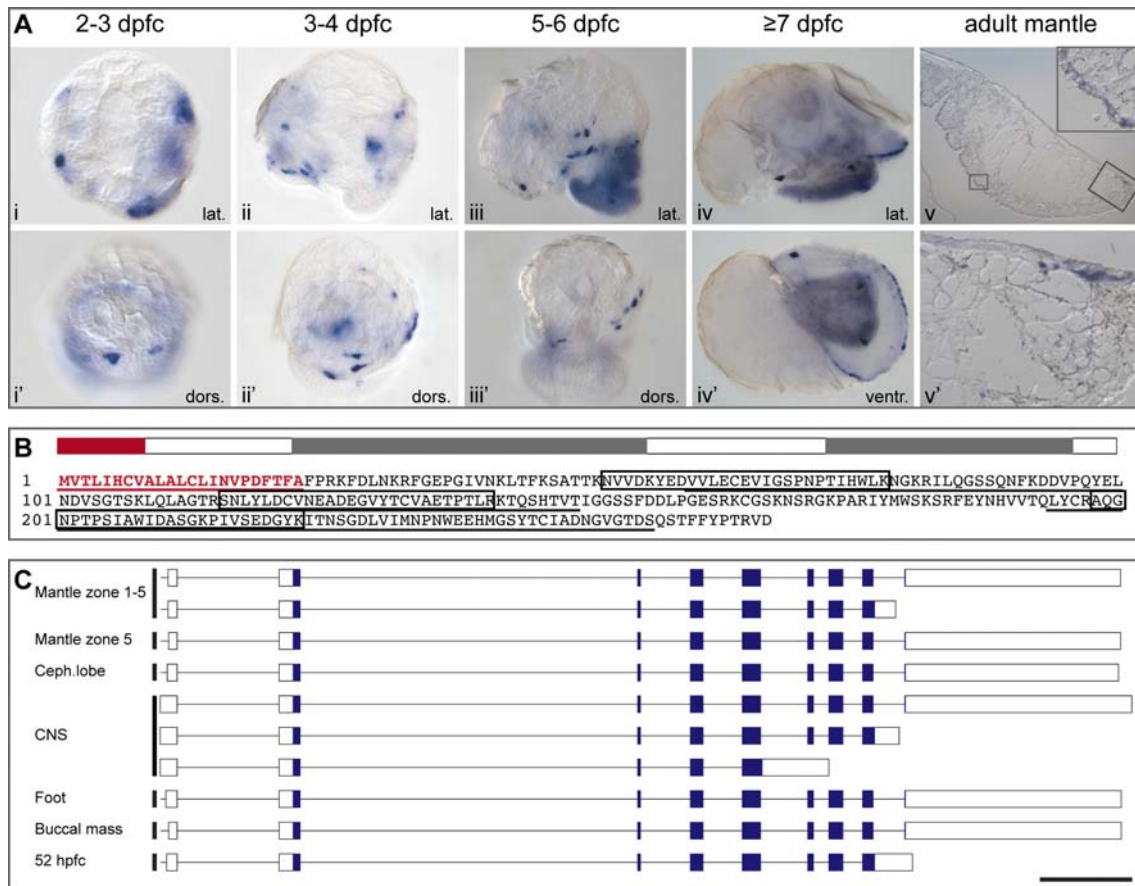 A
2-3 dpfc 3-4 dpfc 5-6 dpfc ≥7 dpfc adult mantle
i lat. ii lat. iii lat. iv lat. v
i' dors. ii' dors. iii' dors. iv' ventr. v'
B
1 MVTLIHCVALALCLINVPDFTFAFPRKFDLNKRFGEPGIVNKLTFKSATTKNVVDKYEDVVLECEVIGSPNPTIHWLKNGKRILQGSSQNFKDDVPQYEL
101 NDVSGTSKLQLAGTRSNLYLDCVNEADEGVYTCVAETPTLRKTQSHTVTIGGSSFDDLPGESRKCGSKNSRGKPARIYMWSKSRFEYNHVVTQLYCRAQG
201 NPTPSIAWIDASGKPIVSEDGYKITNSGDLVIMNPNWEEHMGSYTCIADNGVGTDSQSTFFYPTRVD
C
Mantle zone 1-5
Mantle zone 5
Ceph.lobe
CNS
Foot
Buccal mass
52 hpfc